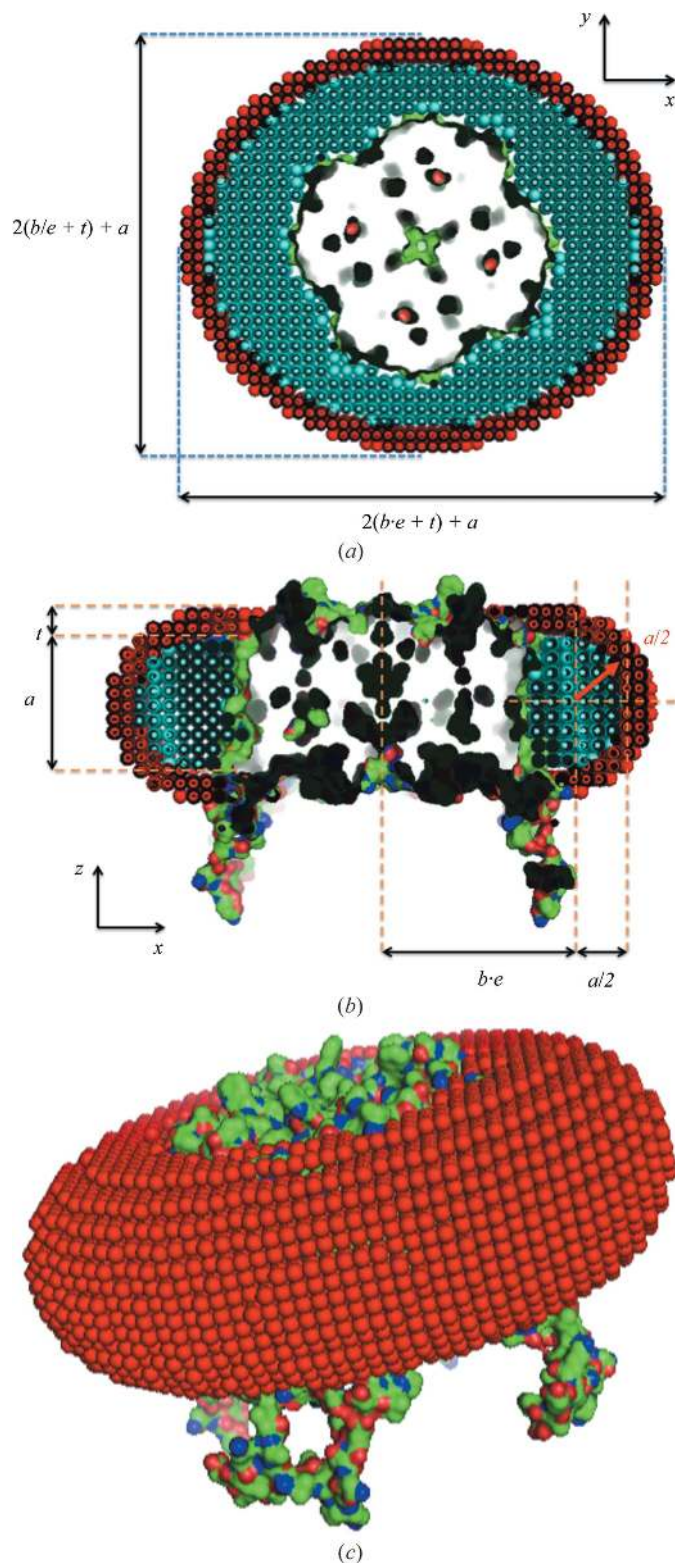 y
x
2(b/e + t) + a
2(b·e + t) + a
(a)
t
a
a/2
z
x
b·e
a/2
(b)
(c)